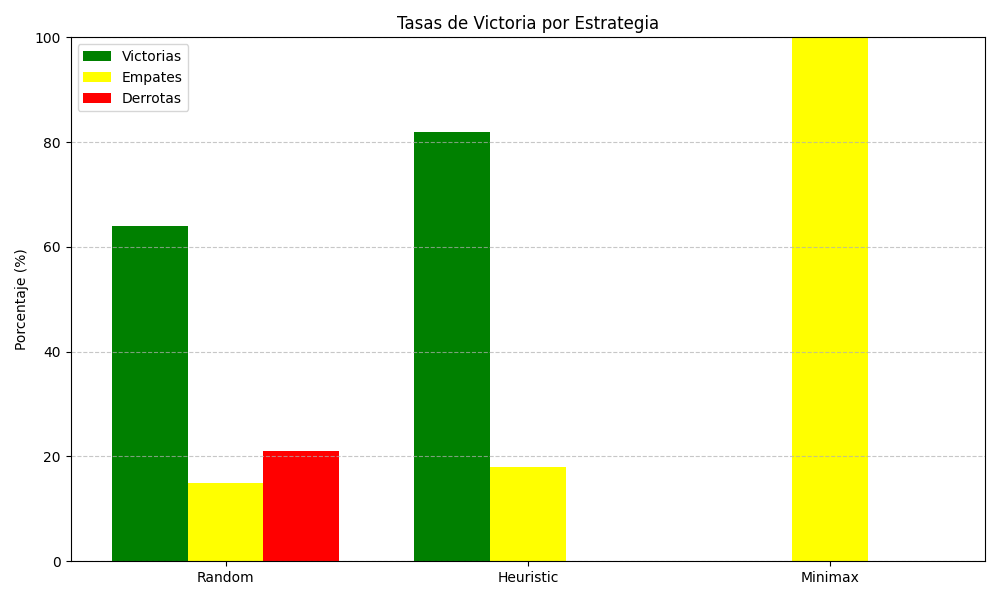 Tasas de Victoria por Estrategia
Victorias
Empates
Derrotas
Porcentaje (%)
100
80
60
40
20
0
Random
Heuristic
Minimax